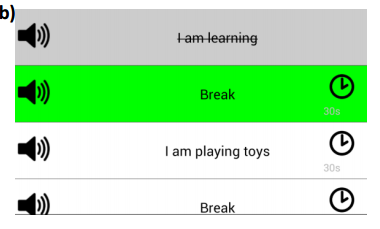 b)
I am learning
Break
30s
I am playing toys
30s
Break